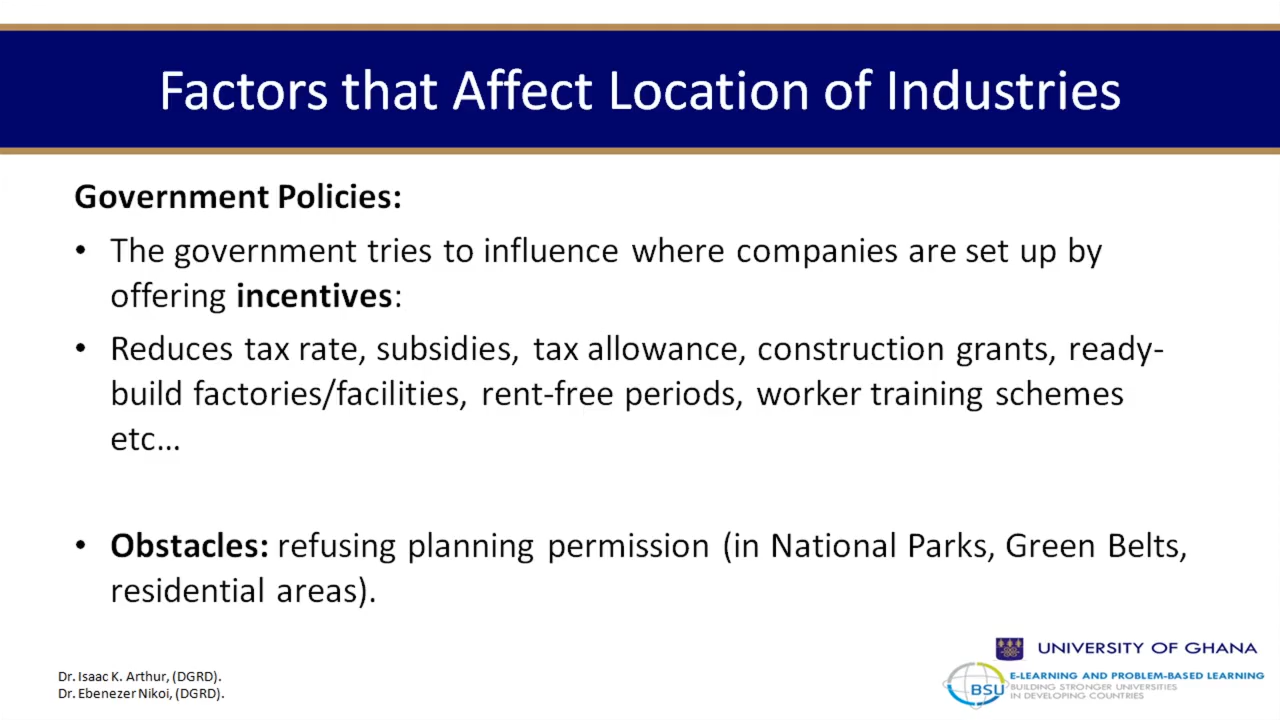 Factors that Affect Location of Industries
Government Policies:
• The government tries to influence where companies are set up by
offering incentives:
• Reduces tax rate, subsidies, tax allowance, construction grants, ready-
build factories/facilities, rent-free periods, worker training schemes
etc…
• Obstacles: refusing planning permission (in National Parks, Green Belts,
residential areas).
Dr. Isaac K. Arthur, (DGRD).
Dr. Ebenezer Nikoi, (DGRD).
UNIVERSITY OF GHANA
BSU
E-LEARNING AND PROBLEM-BASED LEARNING
BUILDING STRONGER UNIVERSITIES
IN DEVELOPING COUNTRIES